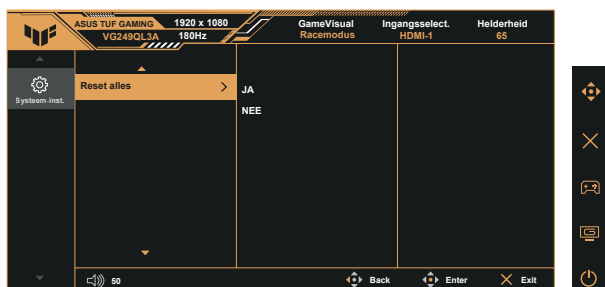 ASUS TUF GAMING 1920 x 1080 GameVisual Ingangsselect. Helderheid
VG249QL3A 180Hz Racemodus HDMI-1 65
Systeem-Inst.
Reset alles
JA
NEE
50 Back Enter Exit